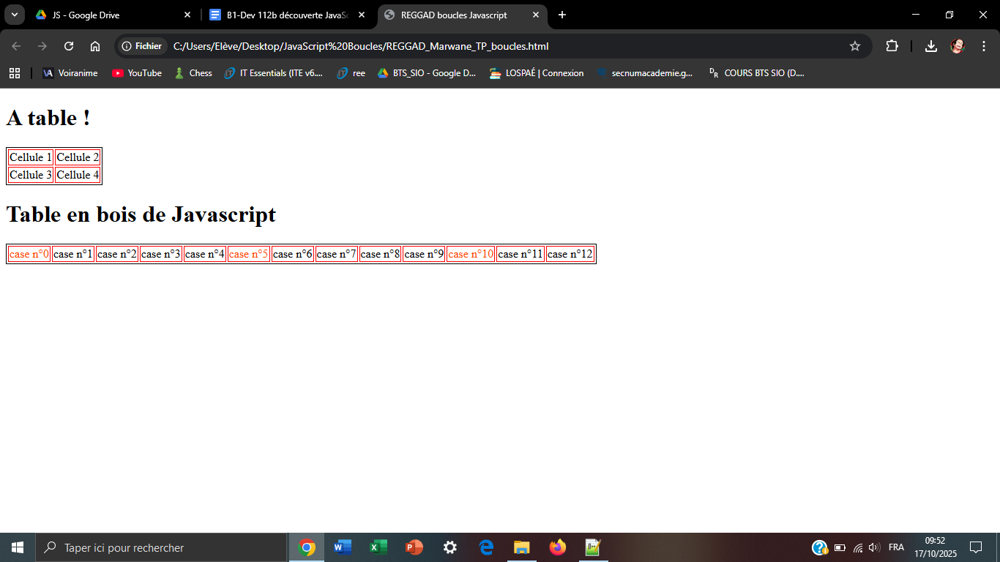 JS - Google Drive
B1-Dev 112b découverte JavaSc
REGGAD boucles Javascript
Fichier
C:/Users/Elève/Desktop/JavaScript%20Boucles/REGGAD_Marwane_TP_boucles.html
Voiranime
YouTube
Chess
IT Essentials (ITE v6....
ree
BTS_SIO - Google D...
LOSPAÉ | Connexion
secnumacademie.g...
COURS BTS SIO (D....
A table !
Cellule 1 Cellule 2
Cellule 3 Cellule 4
Table en bois de Javascript
case n°0 case n°1 case n°2 case n°3 case n°4 case n°5 case n°6 case n°7 case n°8 case n°9 case n°10 case n°11 case n°12
Taper ici pour rechercher
FRA
09:52
17/10/2025